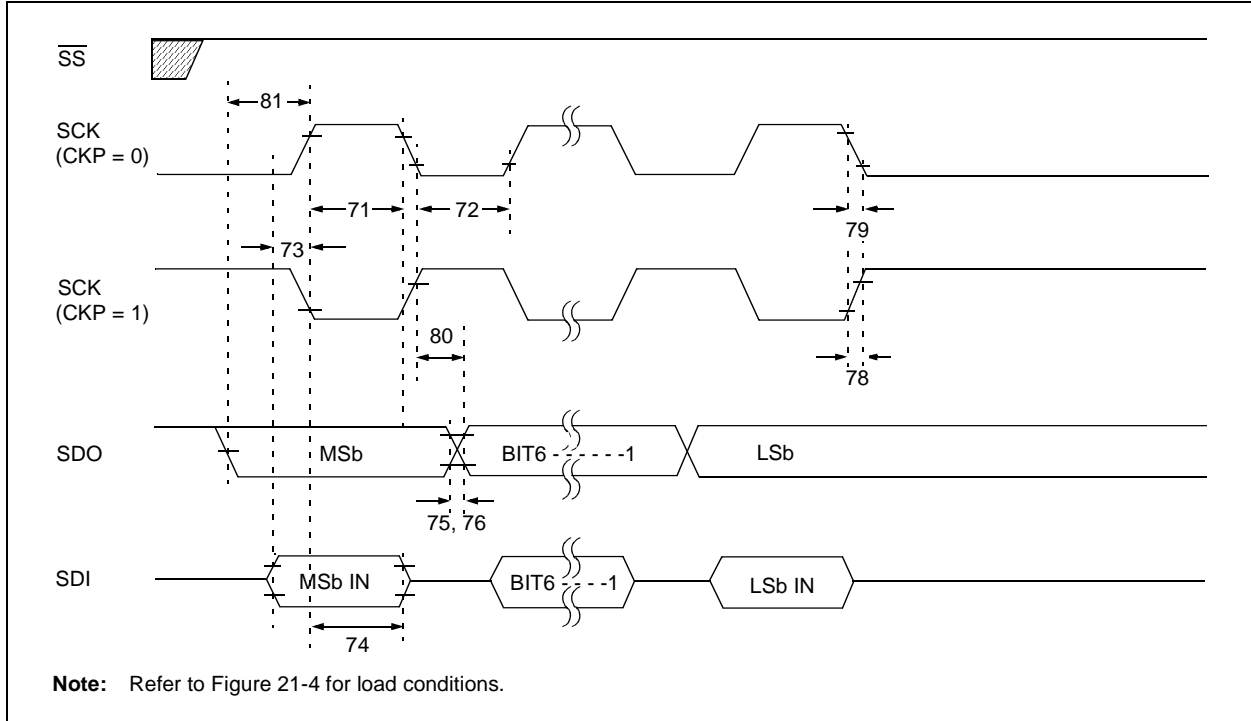 SS
81
SCK
(CKP = 0)
71
72
79
73
SCK
(CKP = 1)
80
78
SDO
MSb
BIT6 - - - - - -1
LSb
75, 76
SDI
MSb IN
BIT6 - - - - -1
LSb IN
74
Note: Refer to Figure 21-4 for load conditions.